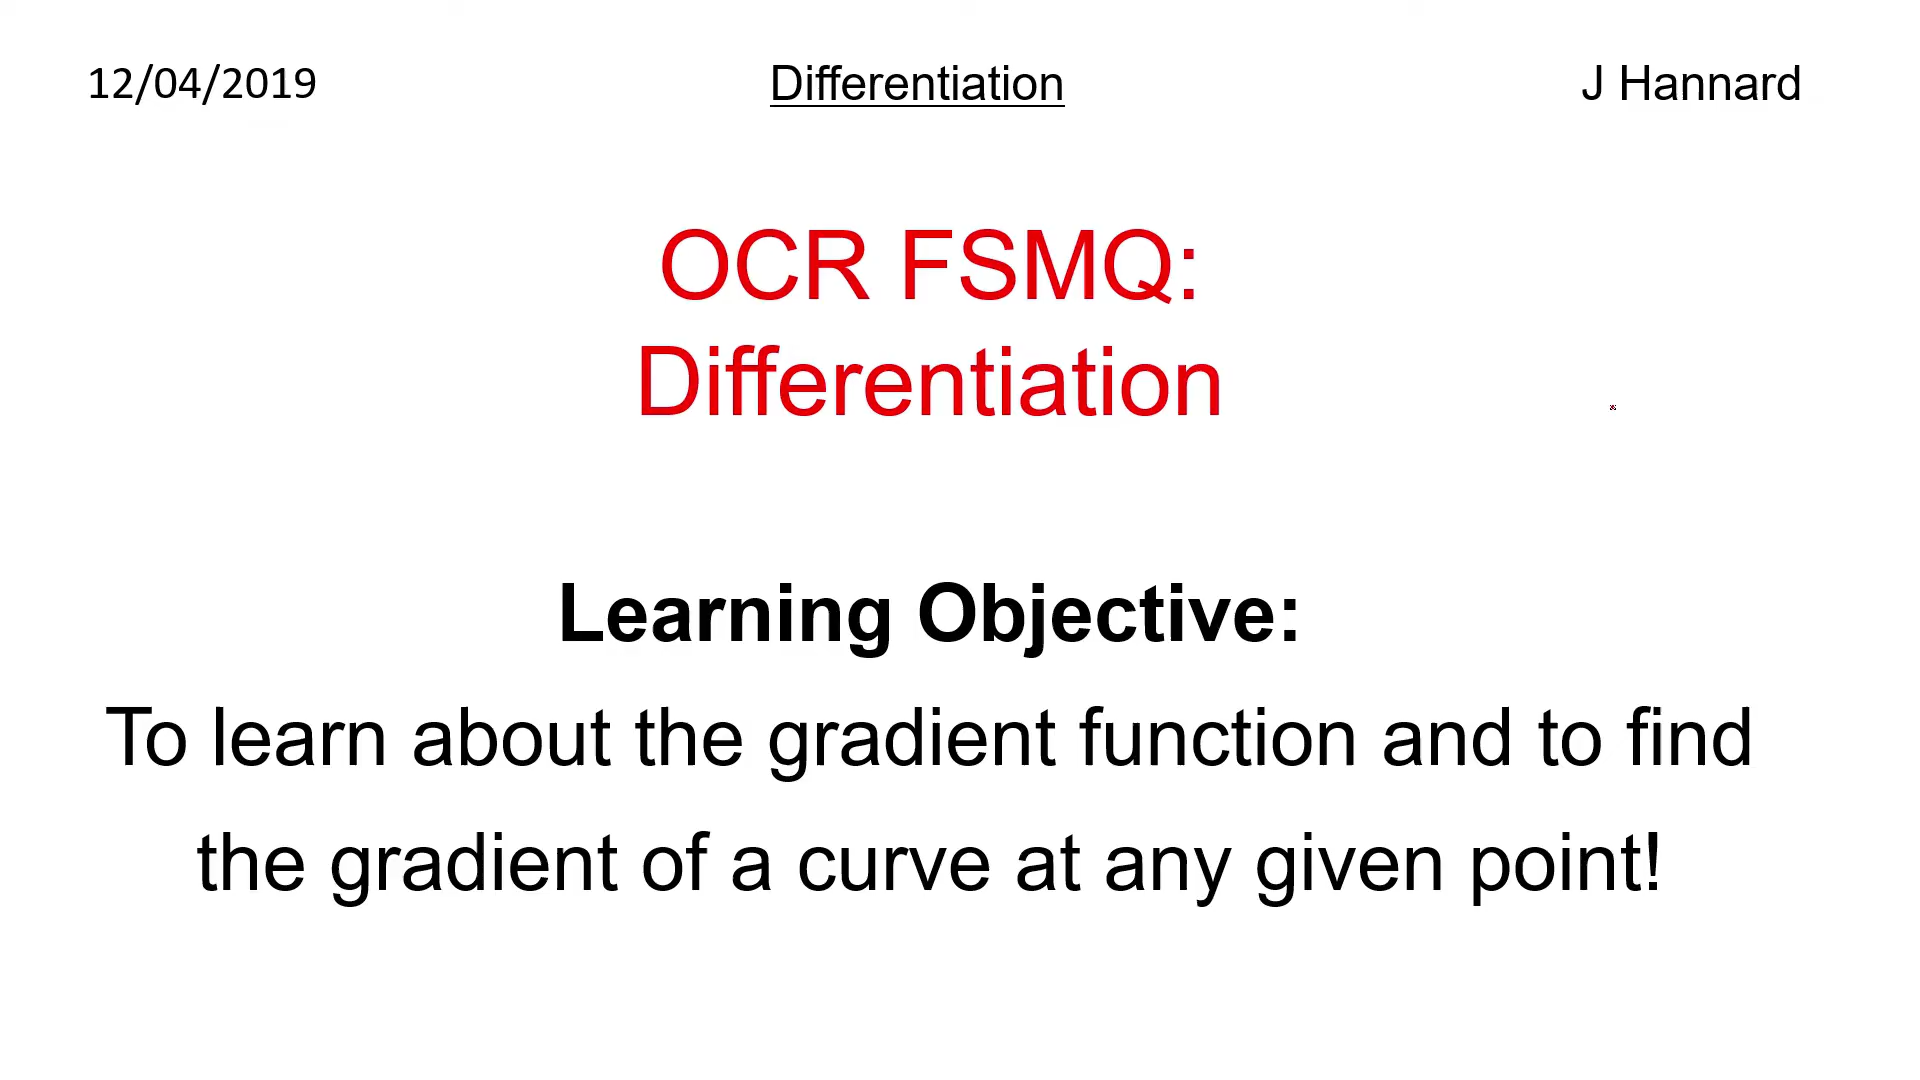 12/04/2019 Differentiation J Hannard
OCR FSMQ:
Differentiation
Learning Objective:
To learn about the gradient function and to find
the gradient of a curve at any given point!